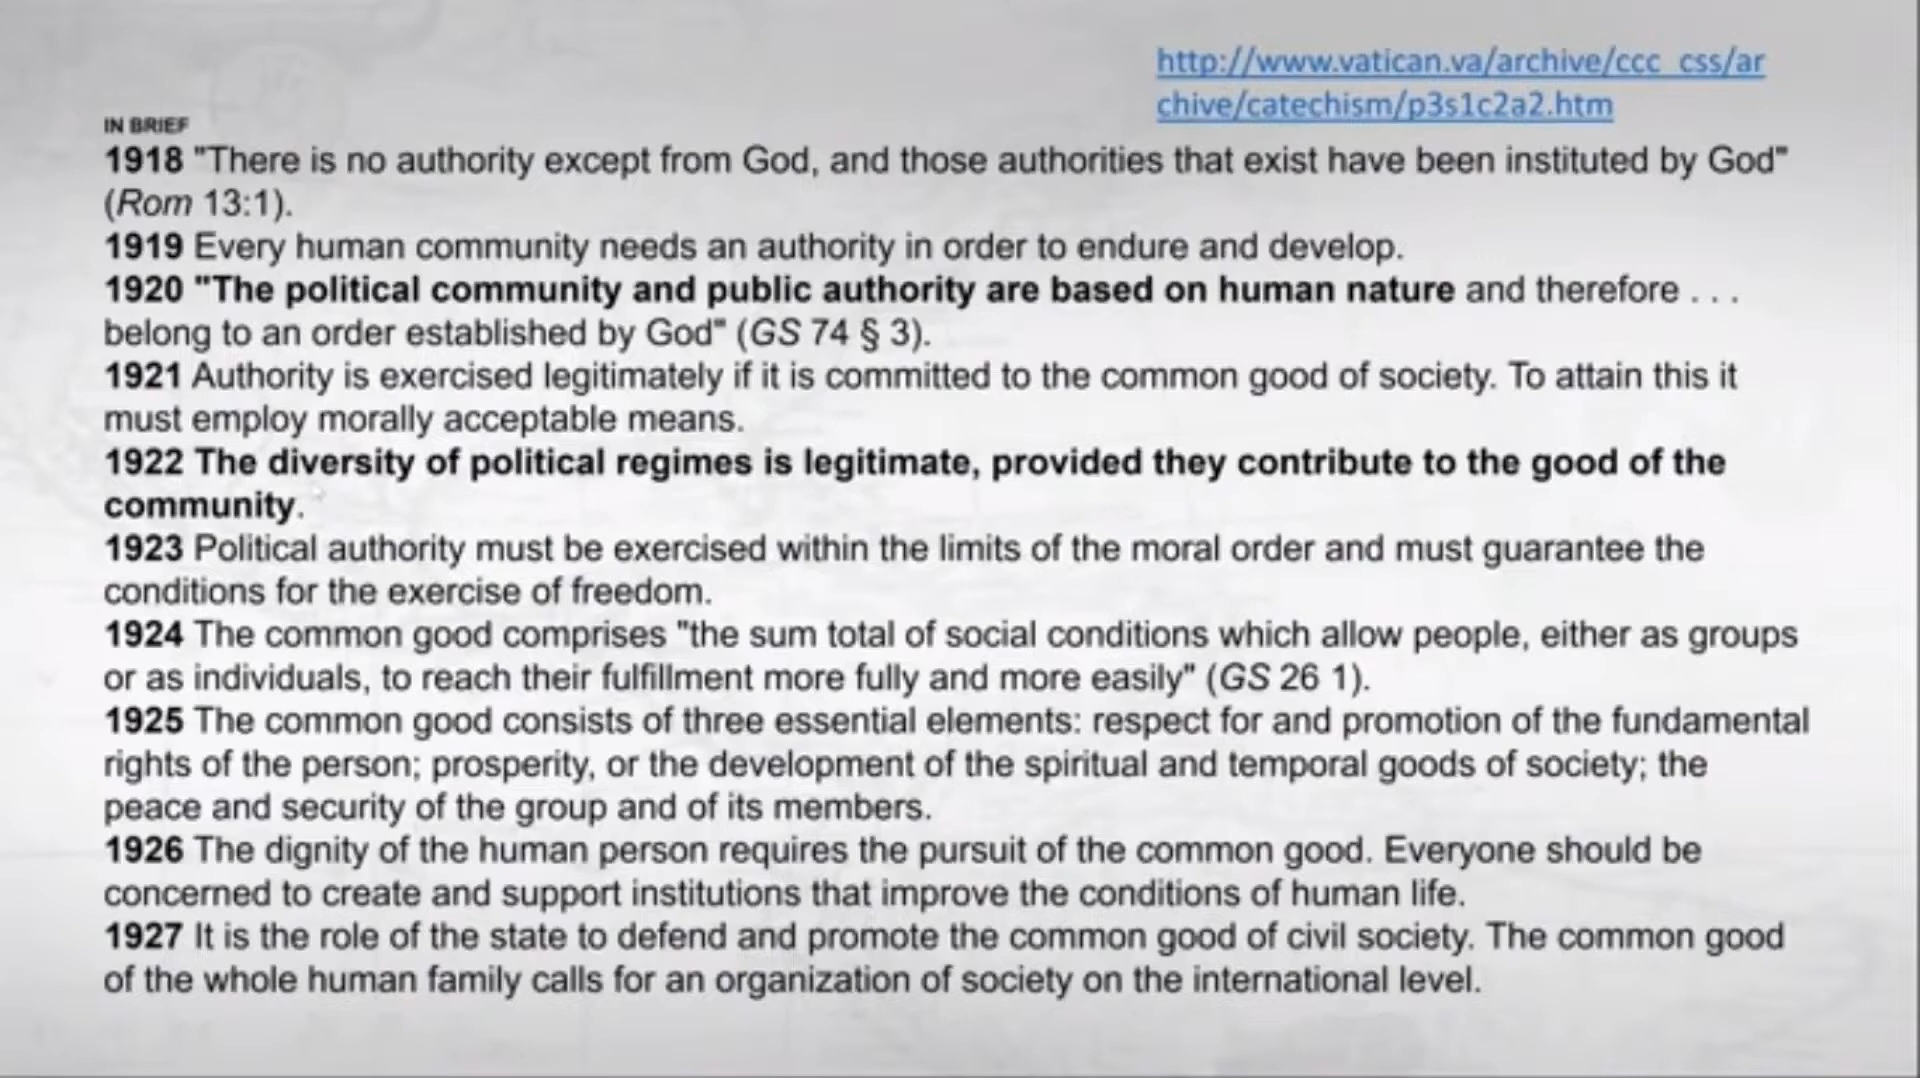 http://www.vatican.va/archive/ccc_css/ar
chive/catechism/p3s1c2a2.htm
IN BRIEF
1918 "There is no authority except from God, and those authorities that exist have been instituted by God"
(Rom 13:1).
1919 Every human community needs an authority in order to endure and develop.
1920 "The political community and public authority are based on human nature and therefore . . .
belong to an order established by God" (GS 74 § 3).
1921 Authority is exercised legitimately if it is committed to the common good of society. To attain this it
must employ morally acceptable means.
1922 The diversity of political regimes is legitimate, provided they contribute to the good of the
community.
1923 Political authority must be exercised within the limits of the moral order and must guarantee the
conditions for the exercise of freedom.
1924 The common good comprises "the sum total of social conditions which allow people, either as groups
or as individuals, to reach their fulfillment more fully and more easily" (GS 26 1).
1925 The common good consists of three essential elements: respect for and promotion of the fundamental
rights of the person; prosperity, or the development of the spiritual and temporal goods of society; the
peace and security of the group and of its members.
1926 The dignity of the human person requires the pursuit of the common good. Everyone should be
concerned to create and support institutions that improve the conditions of human life.
1927 It is the role of the state to defend and promote the common good of civil society. The common good
of the whole human family calls for an organization of society on the international level.